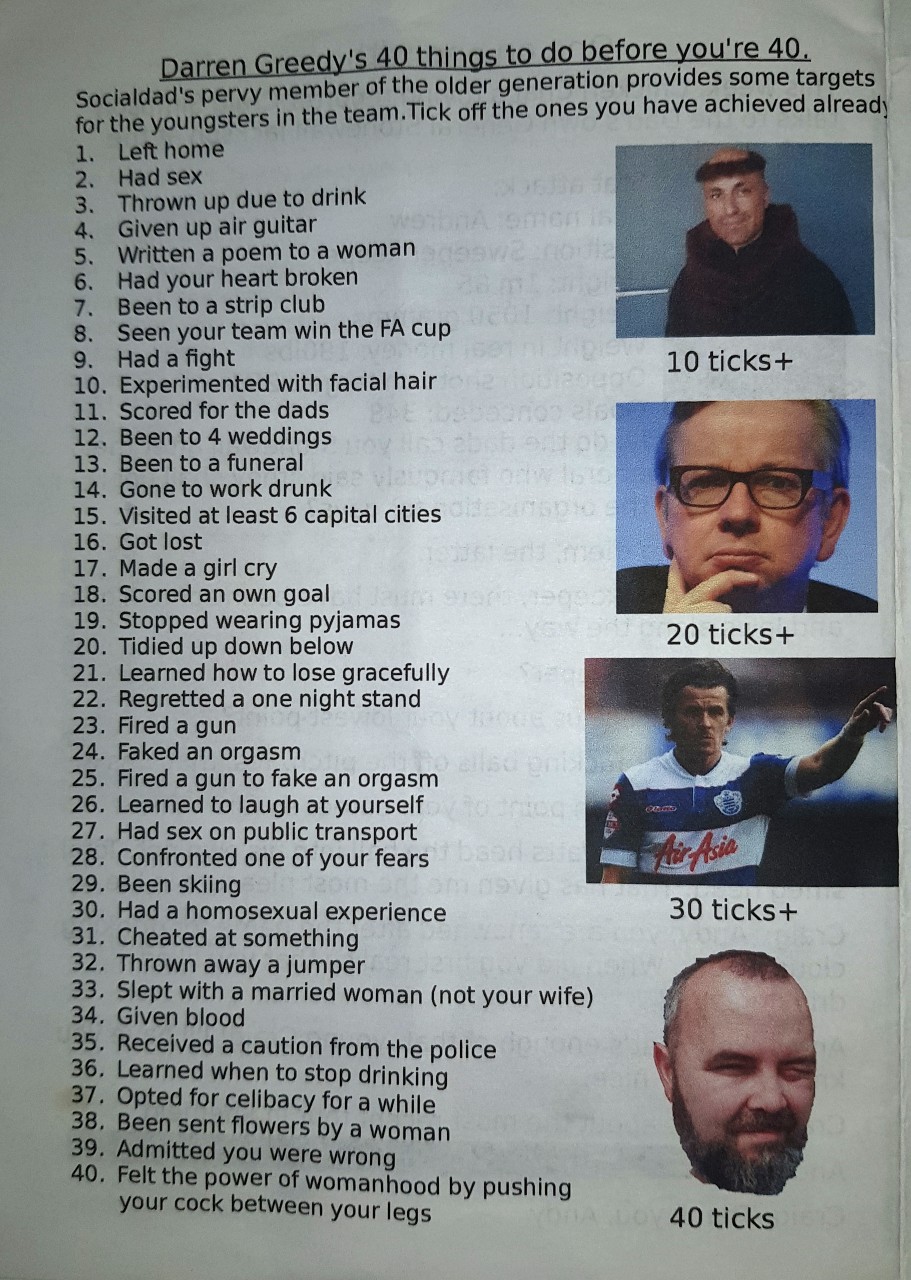 Darren Greedy's 40 things to do before you're 40.
Socialdad's pervy member of the older generation provides some targets
for the youngsters in the team.Tick off the ones you have achieved already
1. Left home
2. Had sex
3. Thrown up due to drink
4. Given up air guitar
5. Written a poem to a woman
6. Had your heart broken
7. Been to a strip club
8. Seen your team win the FA cup
9. Had a fight
10. Experimented with facial hair
11. Scored for the dads
12. Been to 4 weddings
13. Been to a funeral
14. Gone to work drunk
15. Visited at least 6 capital cities
16. Got lost
17. Made a girl cry
18. Scored an own goal
19. Stopped wearing pyjamas
20. Tidied up down below
21. Learned how to lose gracefully
22. Regretted a one night stand
23. Fired a gun
24. Faked an orgasm
25. Fired a gun to fake an orgasm
26. Learned to laugh at yourself
27. Had sex on public transport
28. Confronted one of your fears
29. Been skiing
30. Had a homosexual experience
31. Cheated at something
32. Thrown away a jumper
33. Slept with a married woman (not your wife)
34. Given blood
35. Received a caution from the police
36. Learned when to stop drinking
37. Opted for celibacy for a while
38. Been sent flowers by a woman
39. Admitted you were wrong
40. Felt the power of womanhood by pushing
your cock between your legs
10 ticks+
20 ticks+
AirAsia
30 ticks+
40 ticks